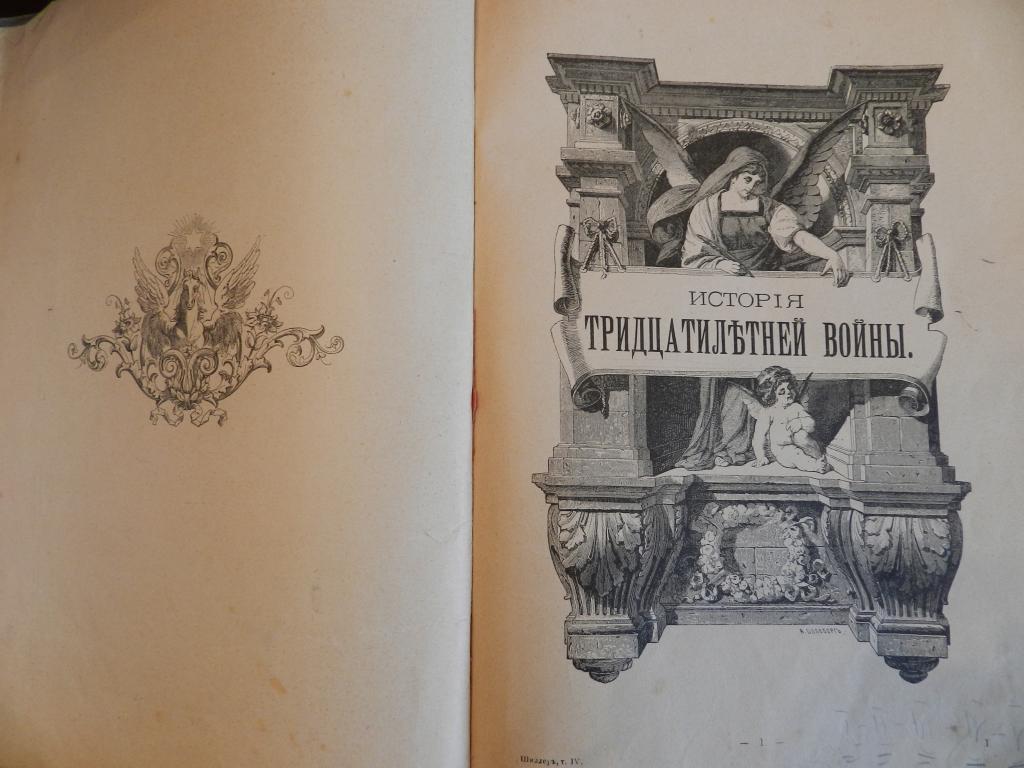 ИСТОРІЯ
ТРИДЦАТИЛѢТНЕЙ ВОЙНЫ.
— 1 —
1
Шиллеръ, т. IV.